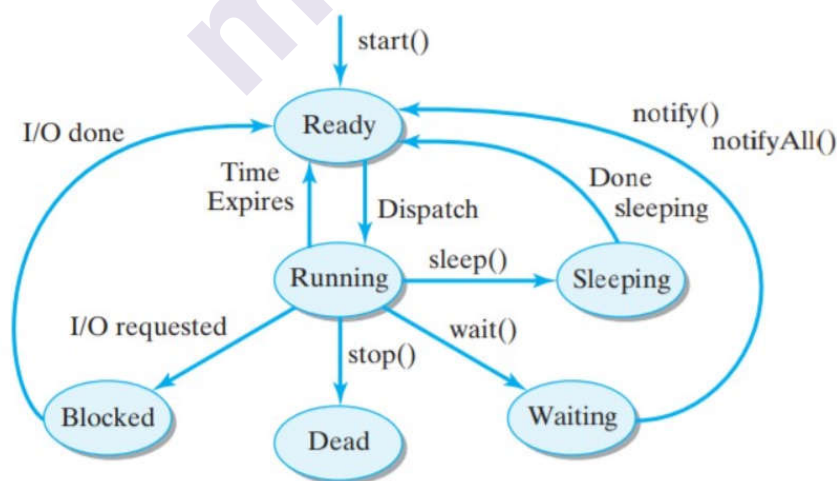 start()
Ready
I/O done
notify()
notifyAll()
Time
Expires
Dispatch
Done
sleeping
Running
sleep()
Sleeping
I/O requested
stop()
wait()
Blocked
Dead
Waiting